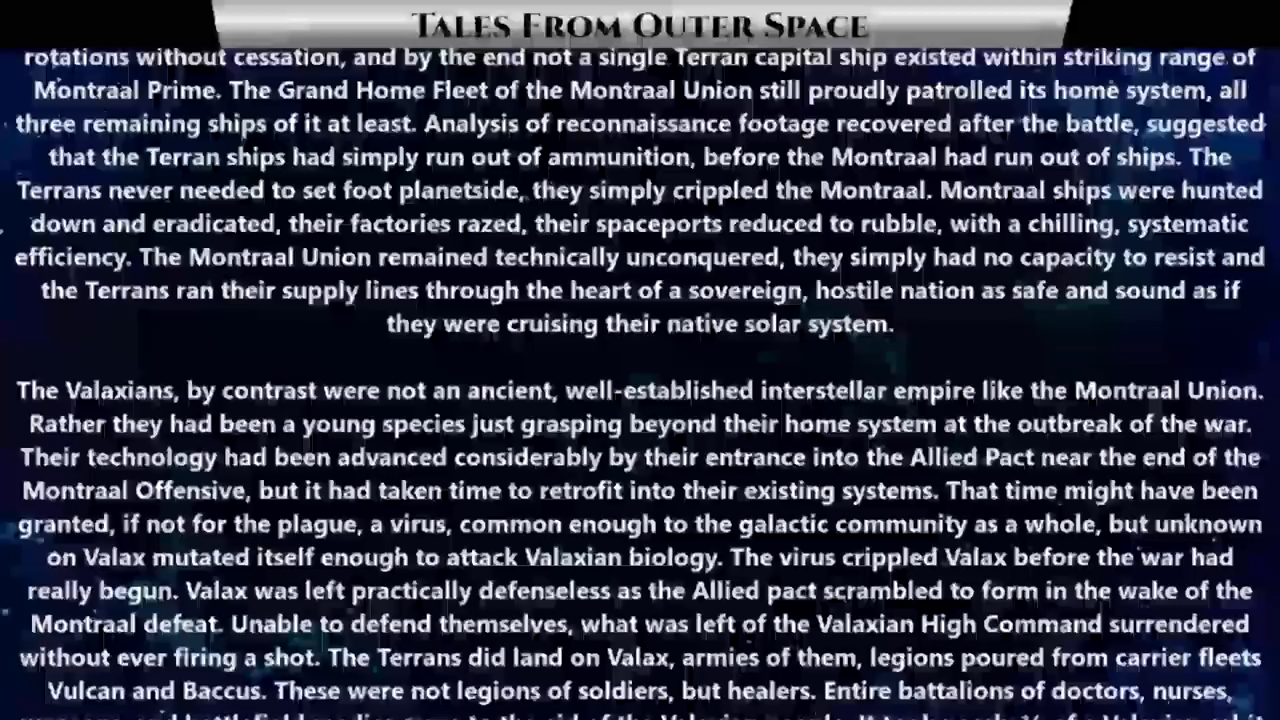 Tales From Outer Space
rotations without cessation, and by the end not a single Terran capital ship existed within striking range of
Montraal Prime. The Grand Home Fleet of the Montraal Union still proudly patrolled its home system, all
three remaining ships of it at least. Analysis of reconnaissance footage recovered after the battle, suggested
that the Terran ships had simply run out of ammunition, before the Montraal had run out of ships. The
Terrans never needed to set foot planetside, they simply crippled the Montraal. Montraal ships were hunted
down and eradicated, their factories razed, their spaceports reduced to rubble, with a chilling, systematic
efficiency. The Montraal Union remained technically unconquered, they simply had no capacity to resist and
the Terrans ran their supply lines through the heart of a sovereign, hostile nation as safe and sound as if
they were cruising their native solar system.
The Valaxians, by contrast were not an ancient, well-established interstellar empire like the Montraal Union.
Rather they had been a young species just grasping beyond their home system at the outbreak of the war.
Their technology had been advanced considerably by their entrance into the Allied Pact near the end of the
Montraal Offensive, but it had taken time to retrofit into their existing systems. That time might have been
granted, if not for the plague, a virus, common enough to the galactic community as a whole, but unknown
on Valax mutated itself enough to attack Valaxian biology. The virus crippled Valax before the war had
really begun. Valax was left practically defenseless as the Allied pact scrambled to form in the wake of the
Montraal defeat. Unable to defend themselves, what was left of the Valaxian High Command surrendered
without ever firing a shot. The Terrans did land on Valax, armies of them, legions poured from carrier fleets
Vulcan and Baccus. These were not legions of soldiers, but healers. Entire battalions of doctors, nurses,